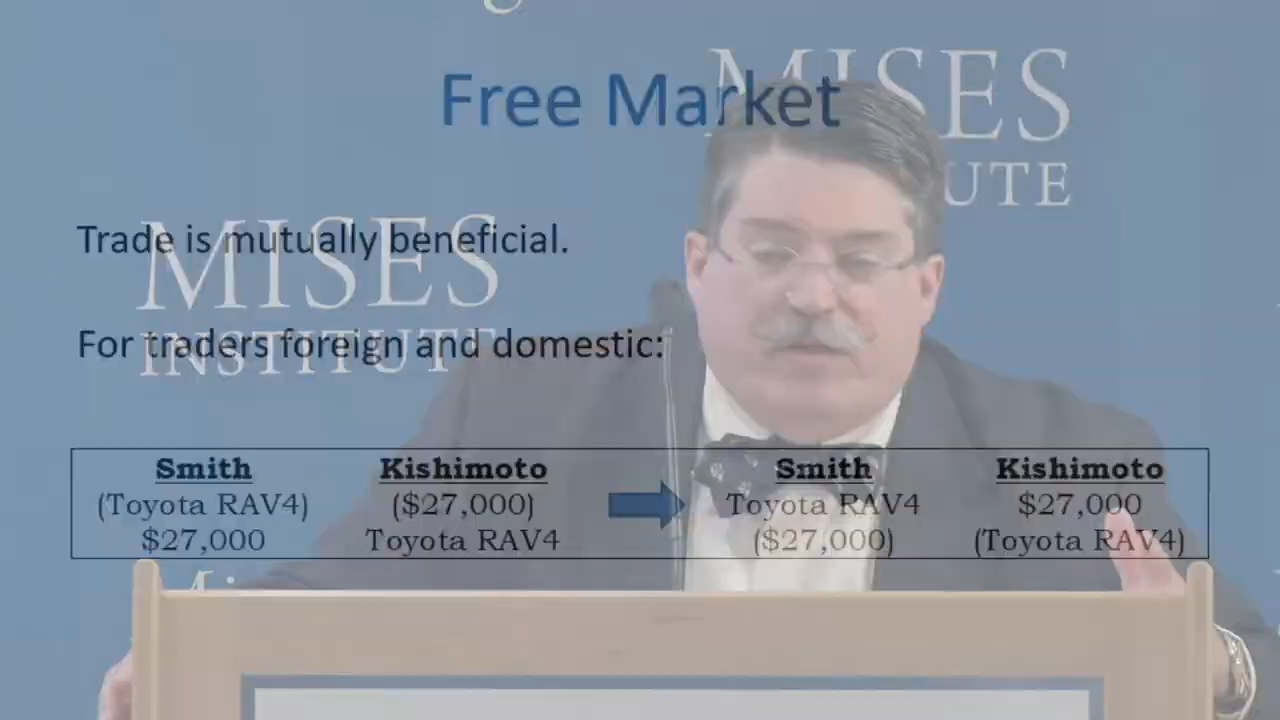 Free Market
MISES
UTE
Trade is mutually beneficial.
MISES
INSTITUTE
For traders foreign and domestic:
Smith Kishimoto Smith Kishimoto
(Toyota RAV4) ($27,000) Toyota RAV4 $27,000
$27,000 Toyota RAV4 ($27,000) (Toyota RAV4)